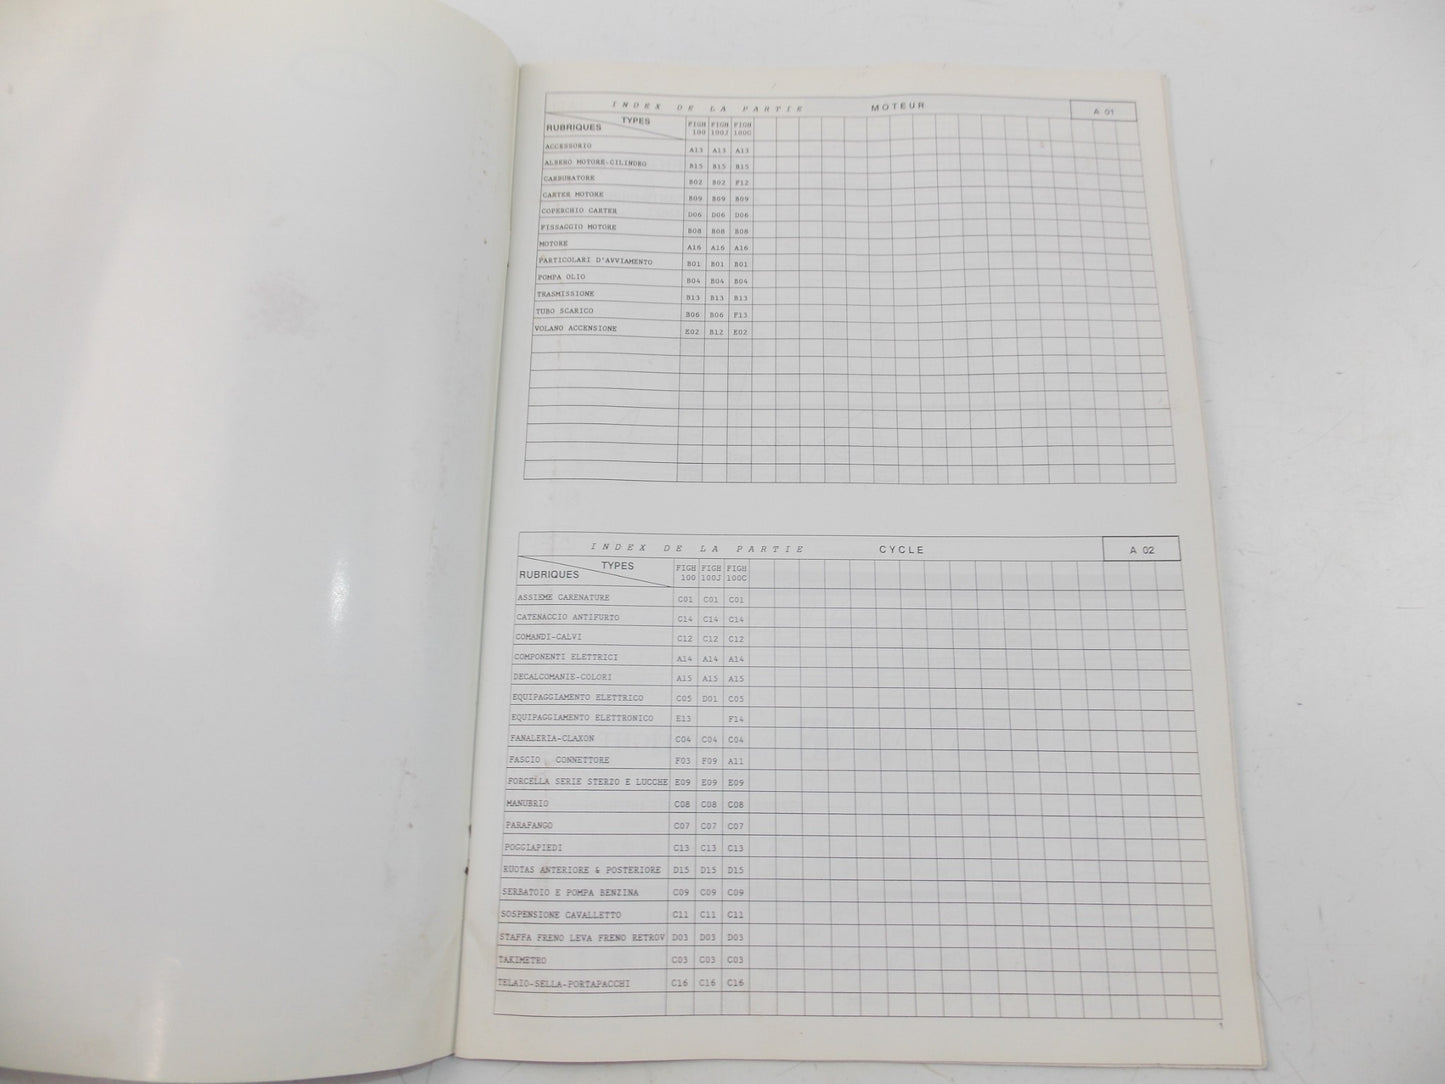 INDEX DE LA PARTIE MOTEUR A 01
TYPES
RUBRIQUES
FIGH 100 FIGH 100J FIGH 100C
ACCESSORIO A13 A13 A13
ALBERO MOTORE-CILINDRO B15 B15 B15
CARBURATORE B02 B02 F12
CARTER MOTORE B09 B09 B09
COPERCHIO CARTER D06 D06 D06
FISSAGGIO MOTORE B08 B08 B08
MOTORE A16 A16 A16
PARTICOLARI D'AVVIAMENTO B01 B01 B01
POMPA OLIO B04 B04 B04
TRASMISSIONE B13 B13 B13
TUBO SCARICO B06 B06 F13
VOLANO ACCENSIONE E02 B12 E02
INDEX DE LA PARTIE CYCLE A 02
TYPES
RUBRIQUES
FIGH 100 FIGH 100J FIGH 100C
ASSIEME CARENATURE C01 C01 C01
CATENACCIO ANTIFURTO C14 C14 C14
COMANDI-CALVI C12 C12 C12
COMPONENTI ELETTRICI A14 A14 A14
DECALCOMANIE-COLORI A15 A15 A15
EQUIPAGGIAMENTO ELETTRICO C05 D01 C05
EQUIPAGGIAMENTO ELETTRONICO E13 F14
FANALERIA-CLAXON C04 C04 C04
FASCIO CONNETTORE F03 F09 A11
FORCELLA SERIE STERZO E LUCCHE E09 E09 E09
MANUBRIO C08 C08 C08
PARAFANGO C07 C07 C07
POGGIAPIEDI C13 C13 C13
RUOTAS ANTERIORE & POSTERIORE D15 D15 D15
SERBATOIO E POMPA BENZINA C09 C09 C09
SOSPENSIONE CAVALLETTO C11 C11 C11
STAFFA FRENO LEVA FRENO RETROV D03 D03 D03
TAKIMETRO C03 C03 C03
TELAIO-SELLA-PORTAPACCHI C16 C16 C16